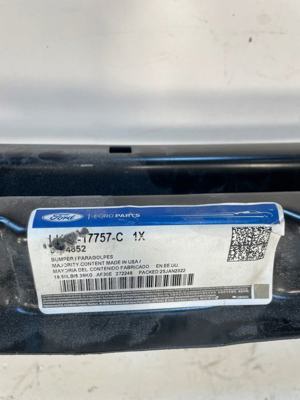 Ford
FORD PARTS
-17757-C 1X
4852
BUMPER / PARAGOLPES
MAJORITY CONTENT MADE IN USA /
MAYORIA DEL CONTENIDO FABRICADO EN EE.UU.
PACKED:25JAN2022